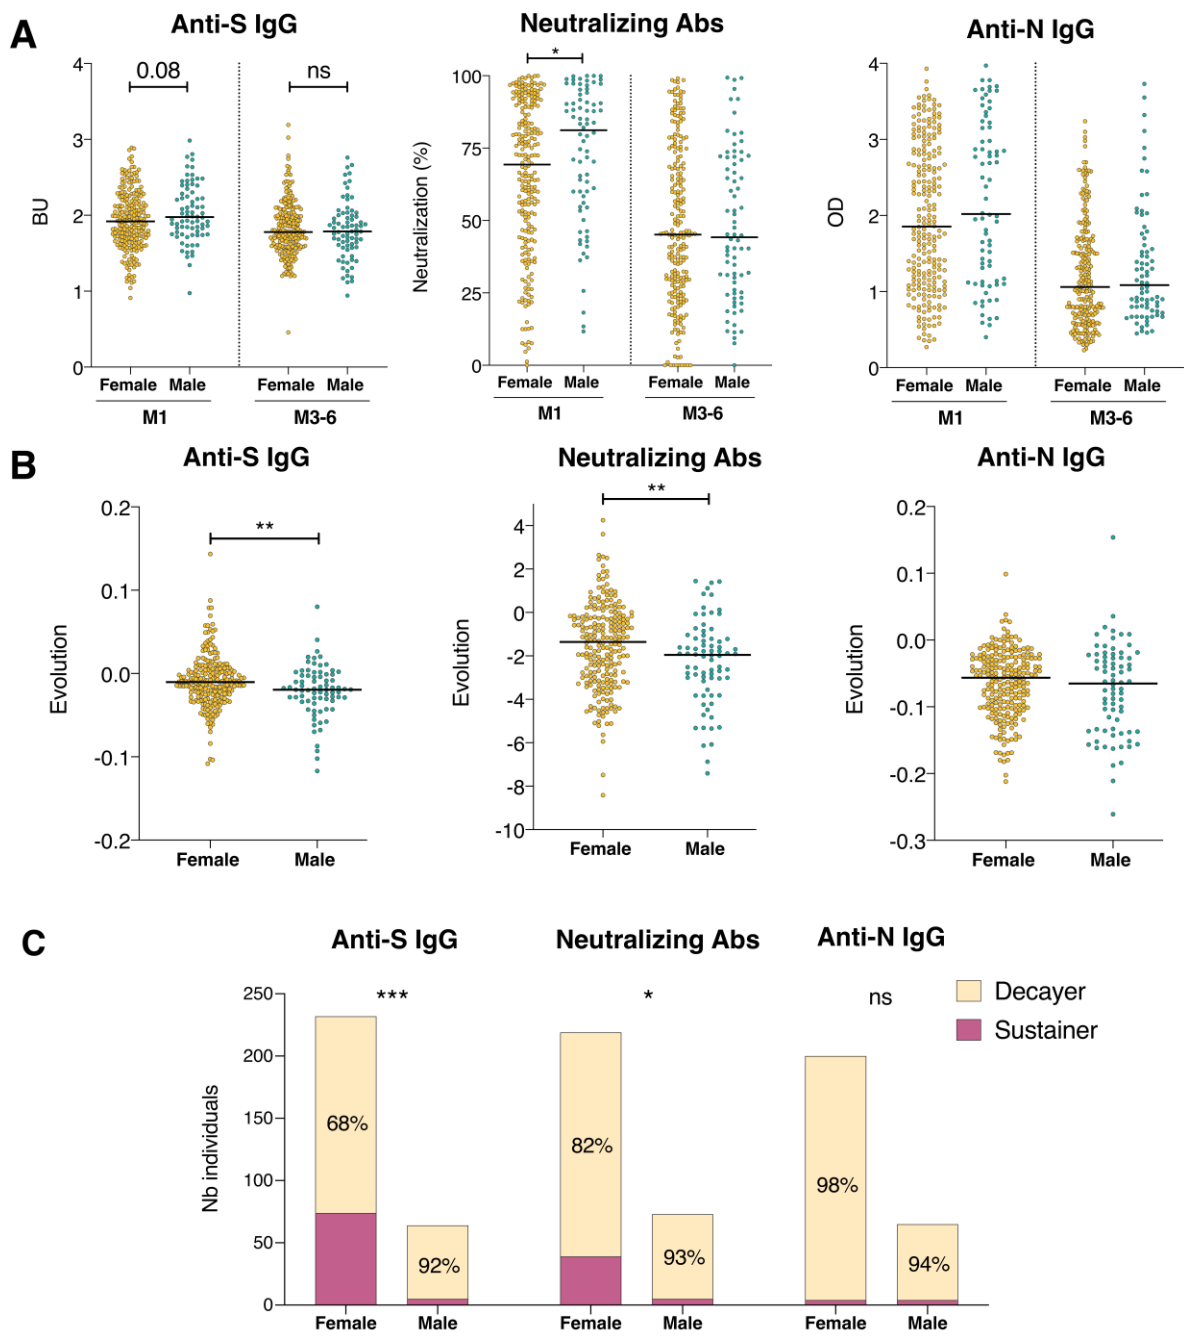 A
Anti-S IgG
Neutralizing Abs
Anti-N IgG
BU
4
3
2
1
0
0.08
ns
Female Male Female Male
M1 M3-6
Neutralization (%)
100
75
50
25
0
*
Female Male Female Male
M1 M3-6
OD
4
3
2
1
0
Female Male Female Male
M1 M3-6
B
Anti-S IgG
Neutralizing Abs
Anti-N IgG
Evolution
0.2
0.1
0.0
-0.1
-0.2
**
Female Male
Evolution
4
2
0
-2
-4
-6
-8
-10
**
Female Male
Evolution
0.2
0.1
0.0
-0.1
-0.2
-0.3
Female Male
C
Anti-S IgG
Neutralizing Abs
Anti-N IgG
Nb individuals
250
200
150
100
50
0
***
*
ns
Decayer
Sustainer
68%
92%
82%
93%
98%
94%
Female Male Female Male Female Male